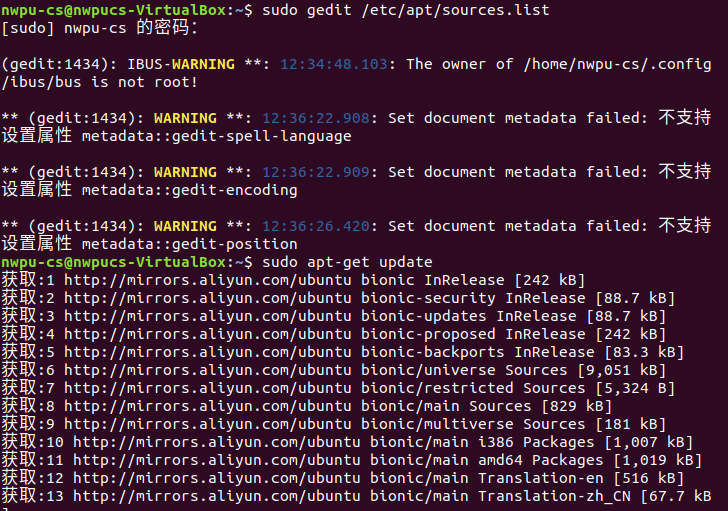 nwpu-cs@nwpucs-VirtualBox:~$ sudo gedit /etc/apt/sources.list
[sudo] nwpu-cs 的密码：
(gedit:1434): IBUS-WARNING **: 12:34:48.103: The owner of /home/nwpu-cs/.config
/ibus/bus is not root!
** (gedit:1434): WARNING **: 12:36:22.908: Set document metadata failed: 不支持
设置属性 metadata::gedit-spell-language
** (gedit:1434): WARNING **: 12:36:22.909: Set document metadata failed: 不支持
设置属性 metadata::gedit-encoding
** (gedit:1434): WARNING **: 12:36:26.420: Set document metadata failed: 不支持
设置属性 metadata::gedit-position
nwpu-cs@nwpucs-VirtualBox:~$ sudo apt-get update
获取:1 http://mirrors.aliyun.com/ubuntu bionic InRelease [242 kB]
获取:2 http://mirrors.aliyun.com/ubuntu bionic-security InRelease [88.7 kB]
获取:3 http://mirrors.aliyun.com/ubuntu bionic-updates InRelease [88.7 kB]
获取:4 http://mirrors.aliyun.com/ubuntu bionic-proposed InRelease [242 kB]
获取:5 http://mirrors.aliyun.com/ubuntu bionic-backports InRelease [83.3 kB]
获取:6 http://mirrors.aliyun.com/ubuntu bionic/universe Sources [9,051 kB]
获取:7 http://mirrors.aliyun.com/ubuntu bionic/restricted Sources [5,324 B]
获取:8 http://mirrors.aliyun.com/ubuntu bionic/main Sources [829 kB]
获取:9 http://mirrors.aliyun.com/ubuntu bionic/multiverse Sources [181 kB]
获取:10 http://mirrors.aliyun.com/ubuntu bionic/main i386 Packages [1,007 kB]
获取:11 http://mirrors.aliyun.com/ubuntu bionic/main amd64 Packages [1,019 kB]
获取:12 http://mirrors.aliyun.com/ubuntu bionic/main Translation-en [516 kB]
获取:13 http://mirrors.aliyun.com/ubuntu bionic/main Translation-zh_CN [67.7 kB
]